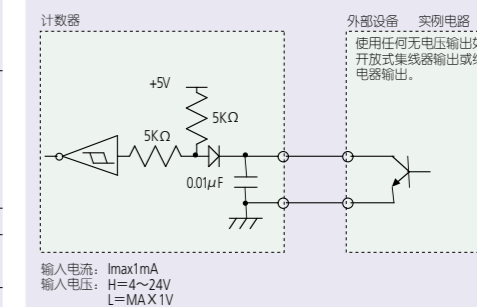 计数器
外部设备 实例电路
使用任何无电压输出
开放式集线器输出或
电器输出。
+5V
5KΩ
5KΩ
0.01μF
输入电流：Imax1mA
输入电压：H＝4～24V
L＝MAX1V